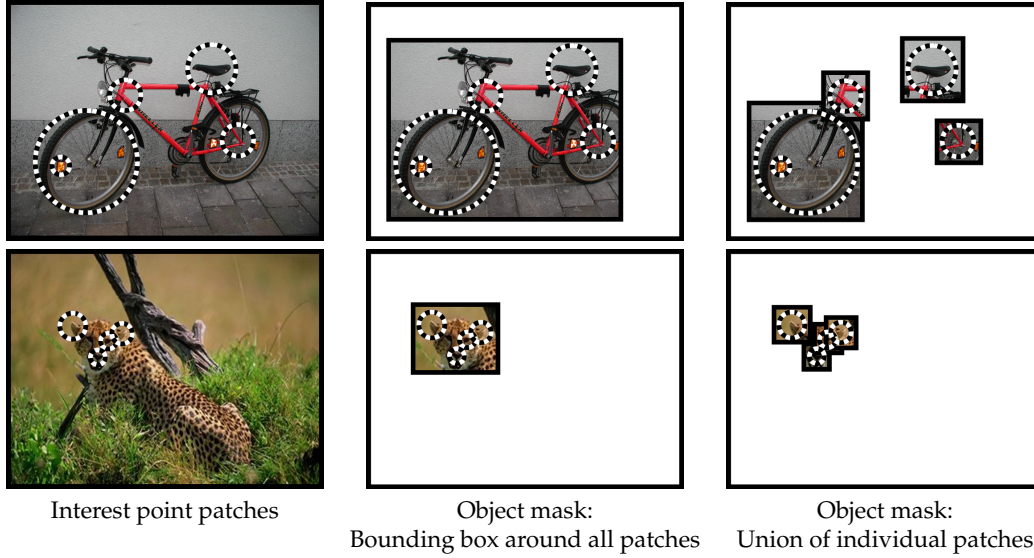 Interest point patches
Object mask:
Bounding box around all patches
Object mask:
Union of individual patches